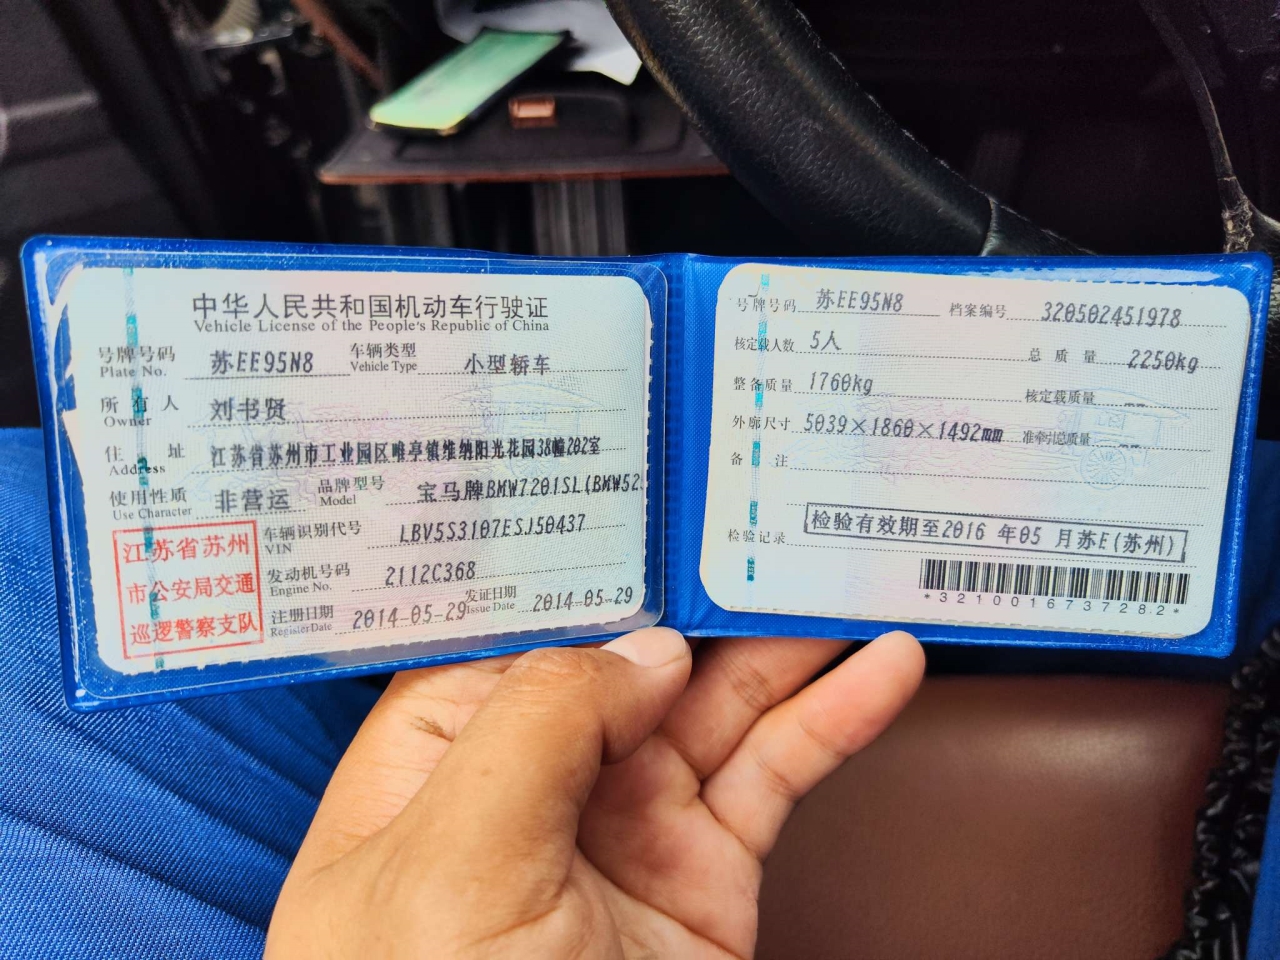 中华人民共和国机动车行驶证
Vehicle License of the People's Republic of China
号牌号码 苏EE95N8 车辆类型 小型轿车
Plate No. Vehicle Type
所有人 刘书贤
Owner
住址 江苏省苏州市工业园区唯亭镇维纳阳光花园38幢202室
Address
使用性质 非营运 品牌型号 宝马牌BMW7201SL(BMW52
Use Character Model
江苏省苏州
市公安局交通
巡逻警察支队
车辆识别代号 LBV5S3107ESJ50437
VIN
发动机号码 2112C368
Engine No.
注册日期 2014-05-29 发证日期 2014-05-29
Register Date Issue Date
号牌号码 苏EE95N8 档案编号 320502451978
核定载人数 5人 总质量 2250kg
整备质量 1760kg 核定载质量 --
外廓尺寸 5039×1860×1492mm 准牵引总质量 --
备注
检验记录 检验有效期至2016年05月苏E(苏州)
*3210016737282*